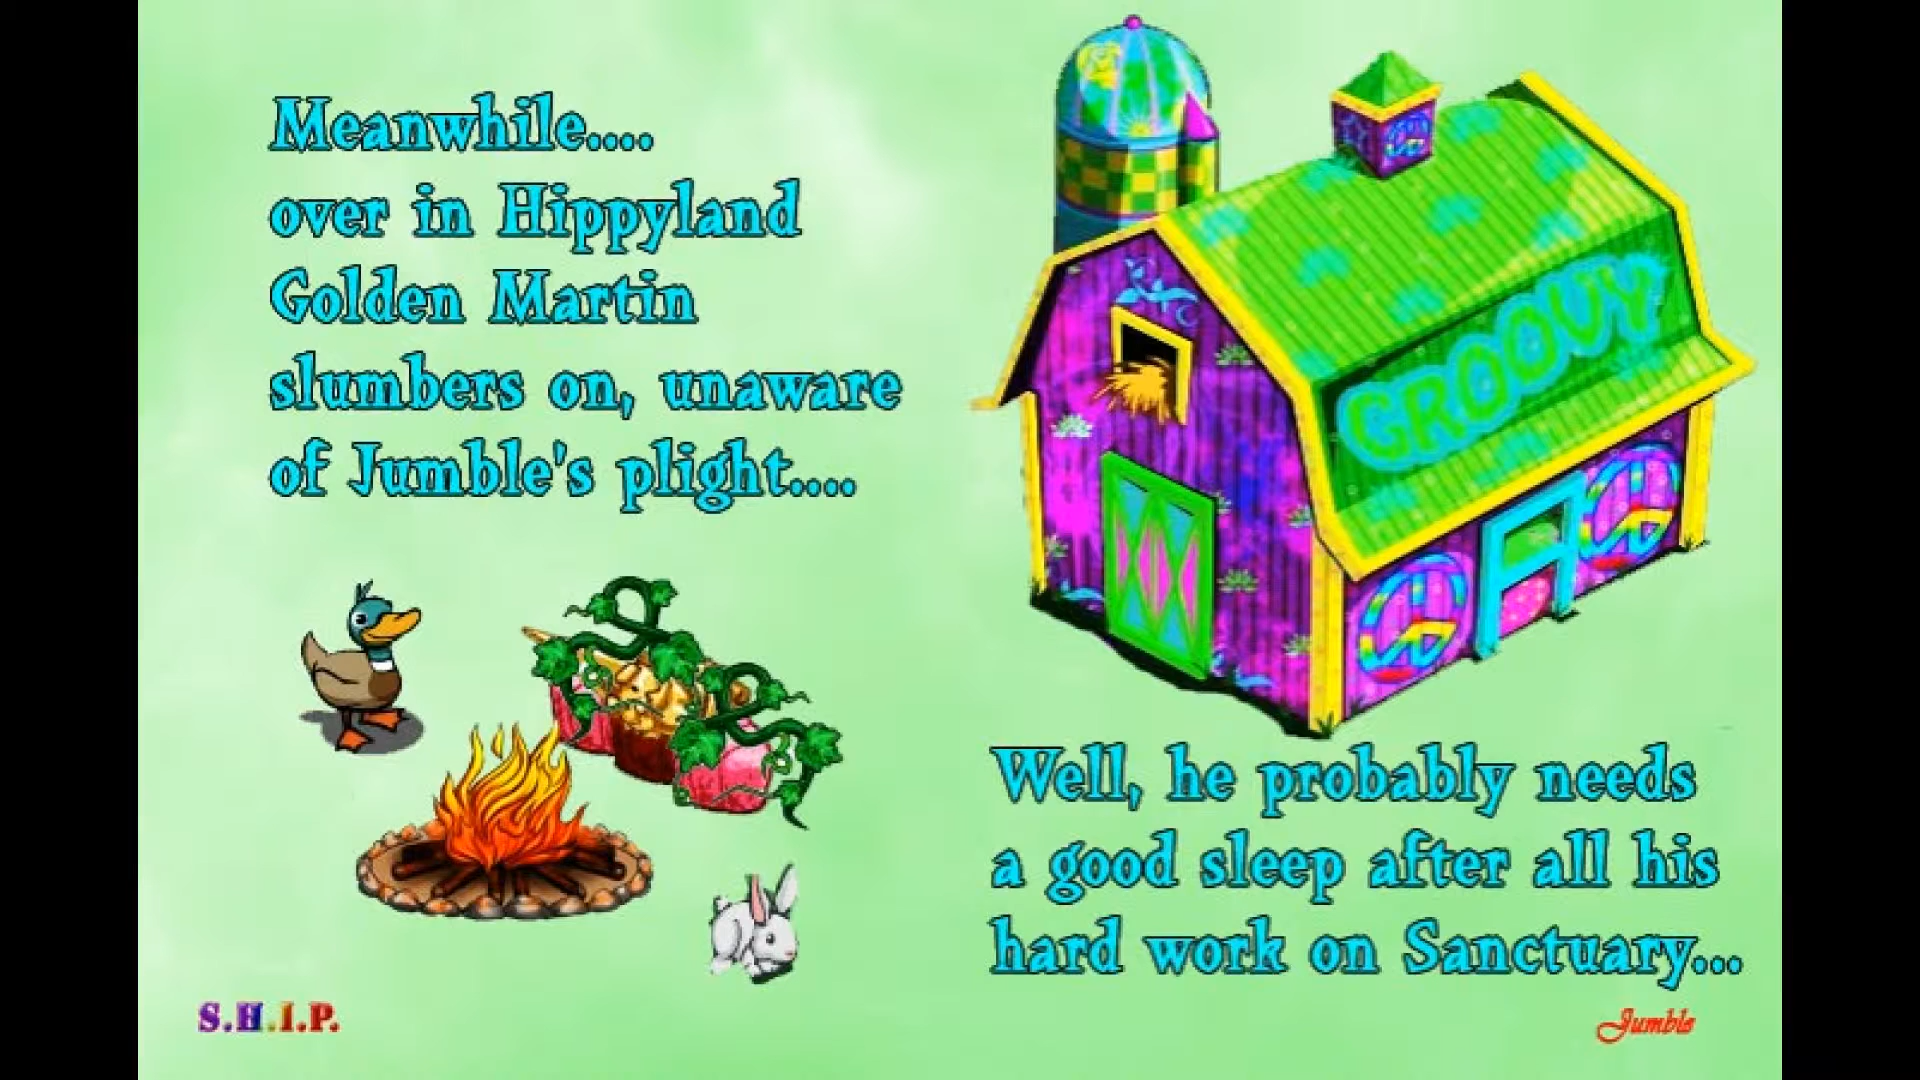 Meanwhile....
over in Hippyland
Golden Martin
slumbers on, unaware
of Jumble's plight....
GROOVY
Well, he probably needs
a good sleep after all his
hard work on Sanctuary...
S.H.I.P.
Jumble